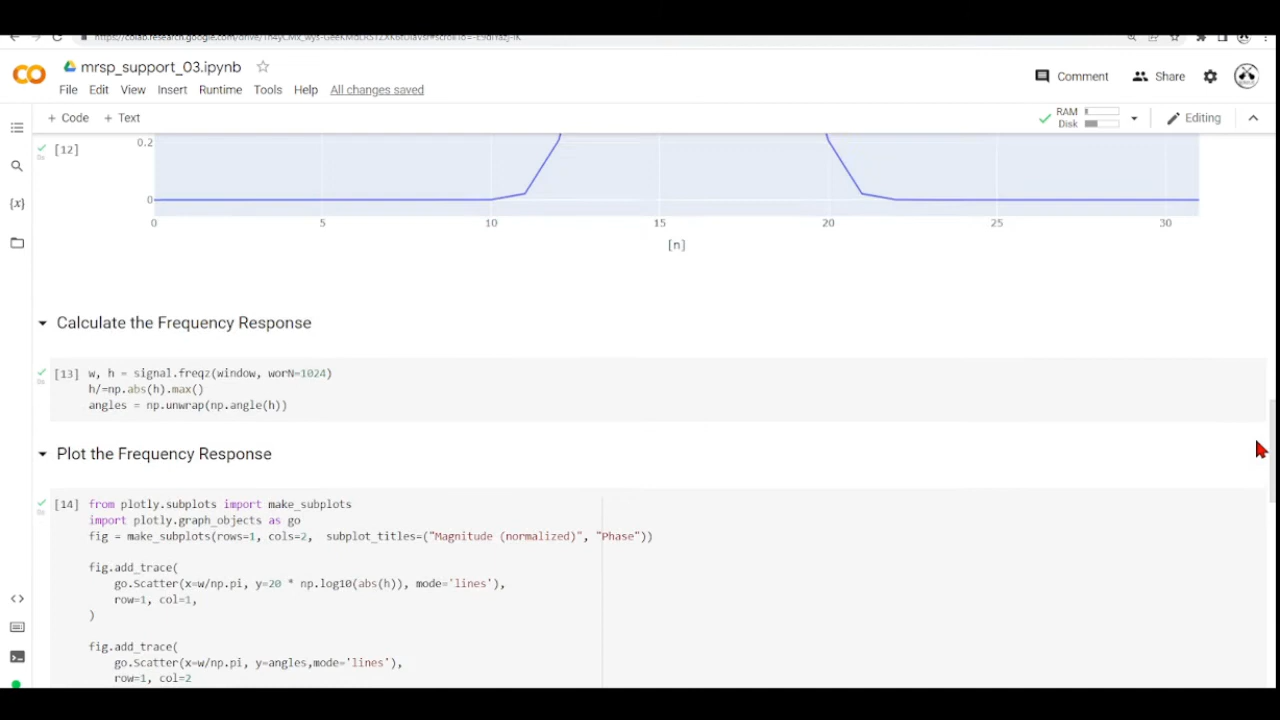 mrsp_support_03.ipynb
Comment
Share
File Edit View Insert Runtime Tools Help All changes saved
+ Code + Text
RAM
Disk
Editing
[12]
0.2
0
0 5 10 15 20 25 30
[n]
Calculate the Frequency Response
[13] w, h = signal.freqz(window, worN=1024)
h/=np.abs(h).max()
angles = np.unwrap(np.angle(h))
Plot the Frequency Response
[14] from plotly.subplots import make_subplots
import plotly.graph_objects as go
fig = make_subplots(rows=1, cols=2, subplot_titles=("Magnitude (normalized)", "Phase"))
fig.add_trace(
go.Scatter(x=w/np.pi, y=20 * np.log10(abs(h)), mode='lines'),
row=1, col=1,
)
fig.add_trace(
go.Scatter(x=w/np.pi, y=angles,mode='lines'),
row=1, col=2